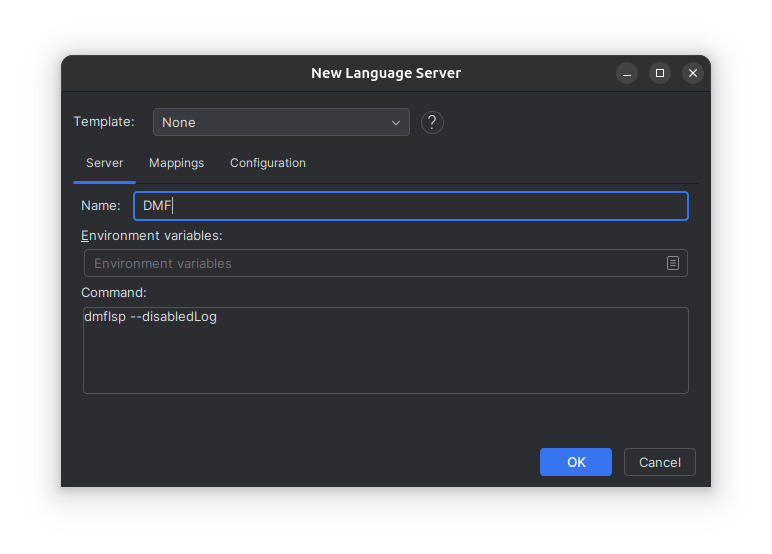 New Language Server
Template: None ?
Server Mappings Configuration
Name: DMF
Environment variables:
Environment variables
Command:
dmflsp --disabledLog
OK Cancel